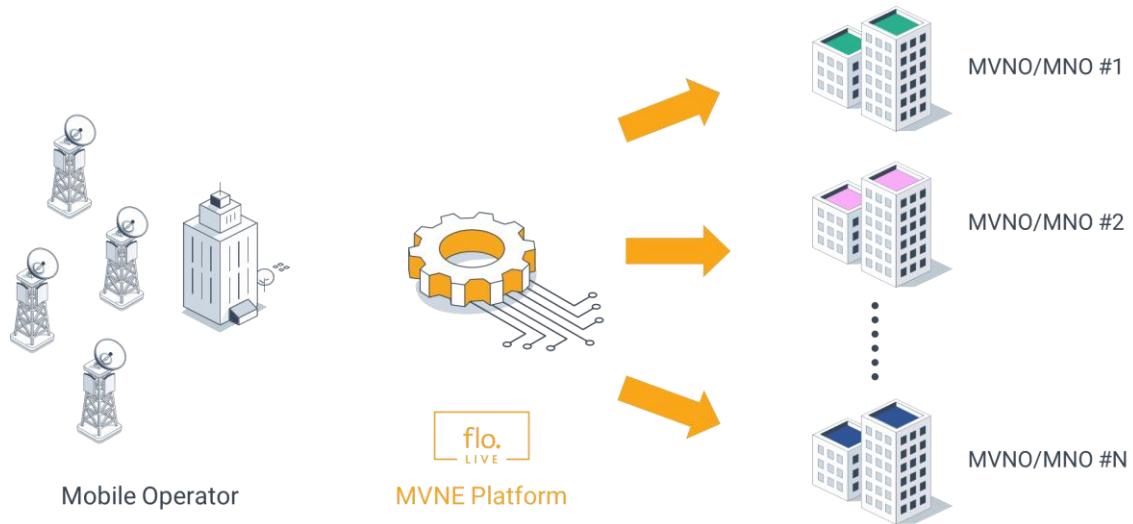 MVNO/MNO #1
MVNO/MNO #2
MVNO/MNO #N
flo.
LIVE
Mobile Operator
MVNE Platform